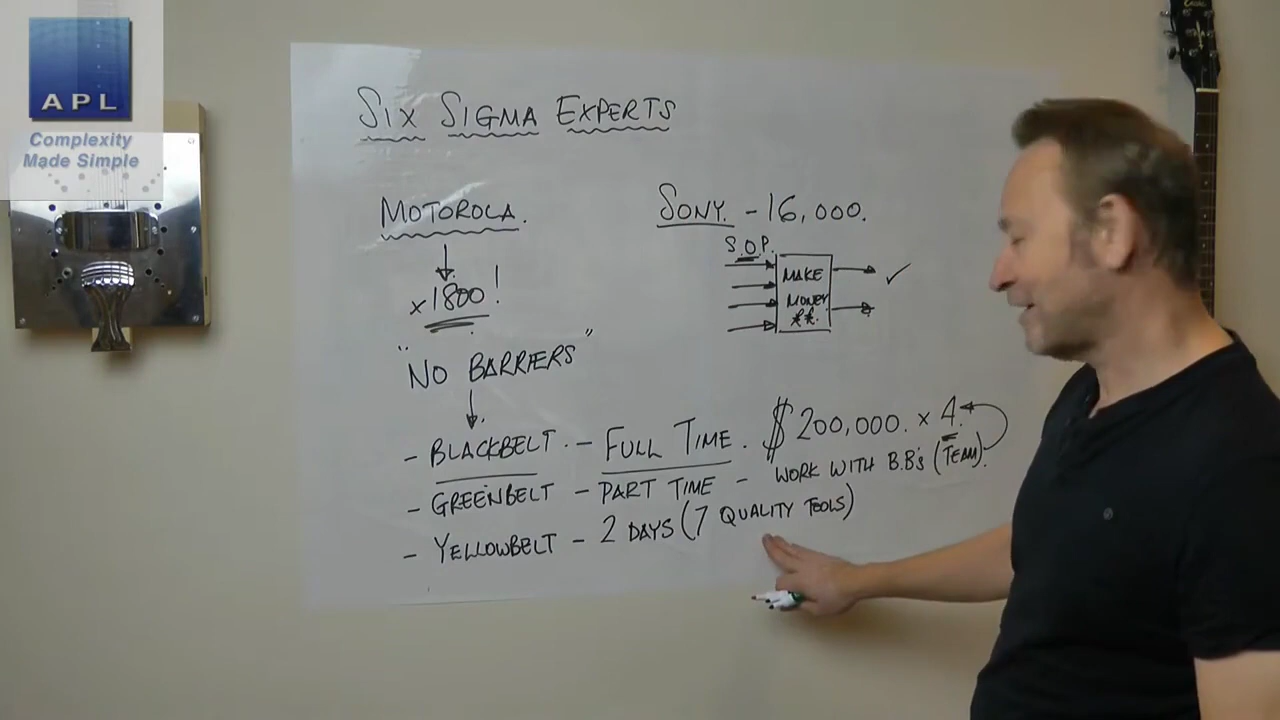 APL
Complexity
Made Simple
SIX SIGMA EXPERTS
MOTOROLA.
x1800!
"NO BARRIERS"
SONY. - 16,000.
S.O.P.
MAKE
MONEY
**.
- BLACKBELT. - FULL TIME. $200,000. x 4.
- GREENBELT - PART TIME - WORK WITH B.B's (TEAM).
- YELLOWBELT - 2 DAYS (7 QUALITY TOOLS)